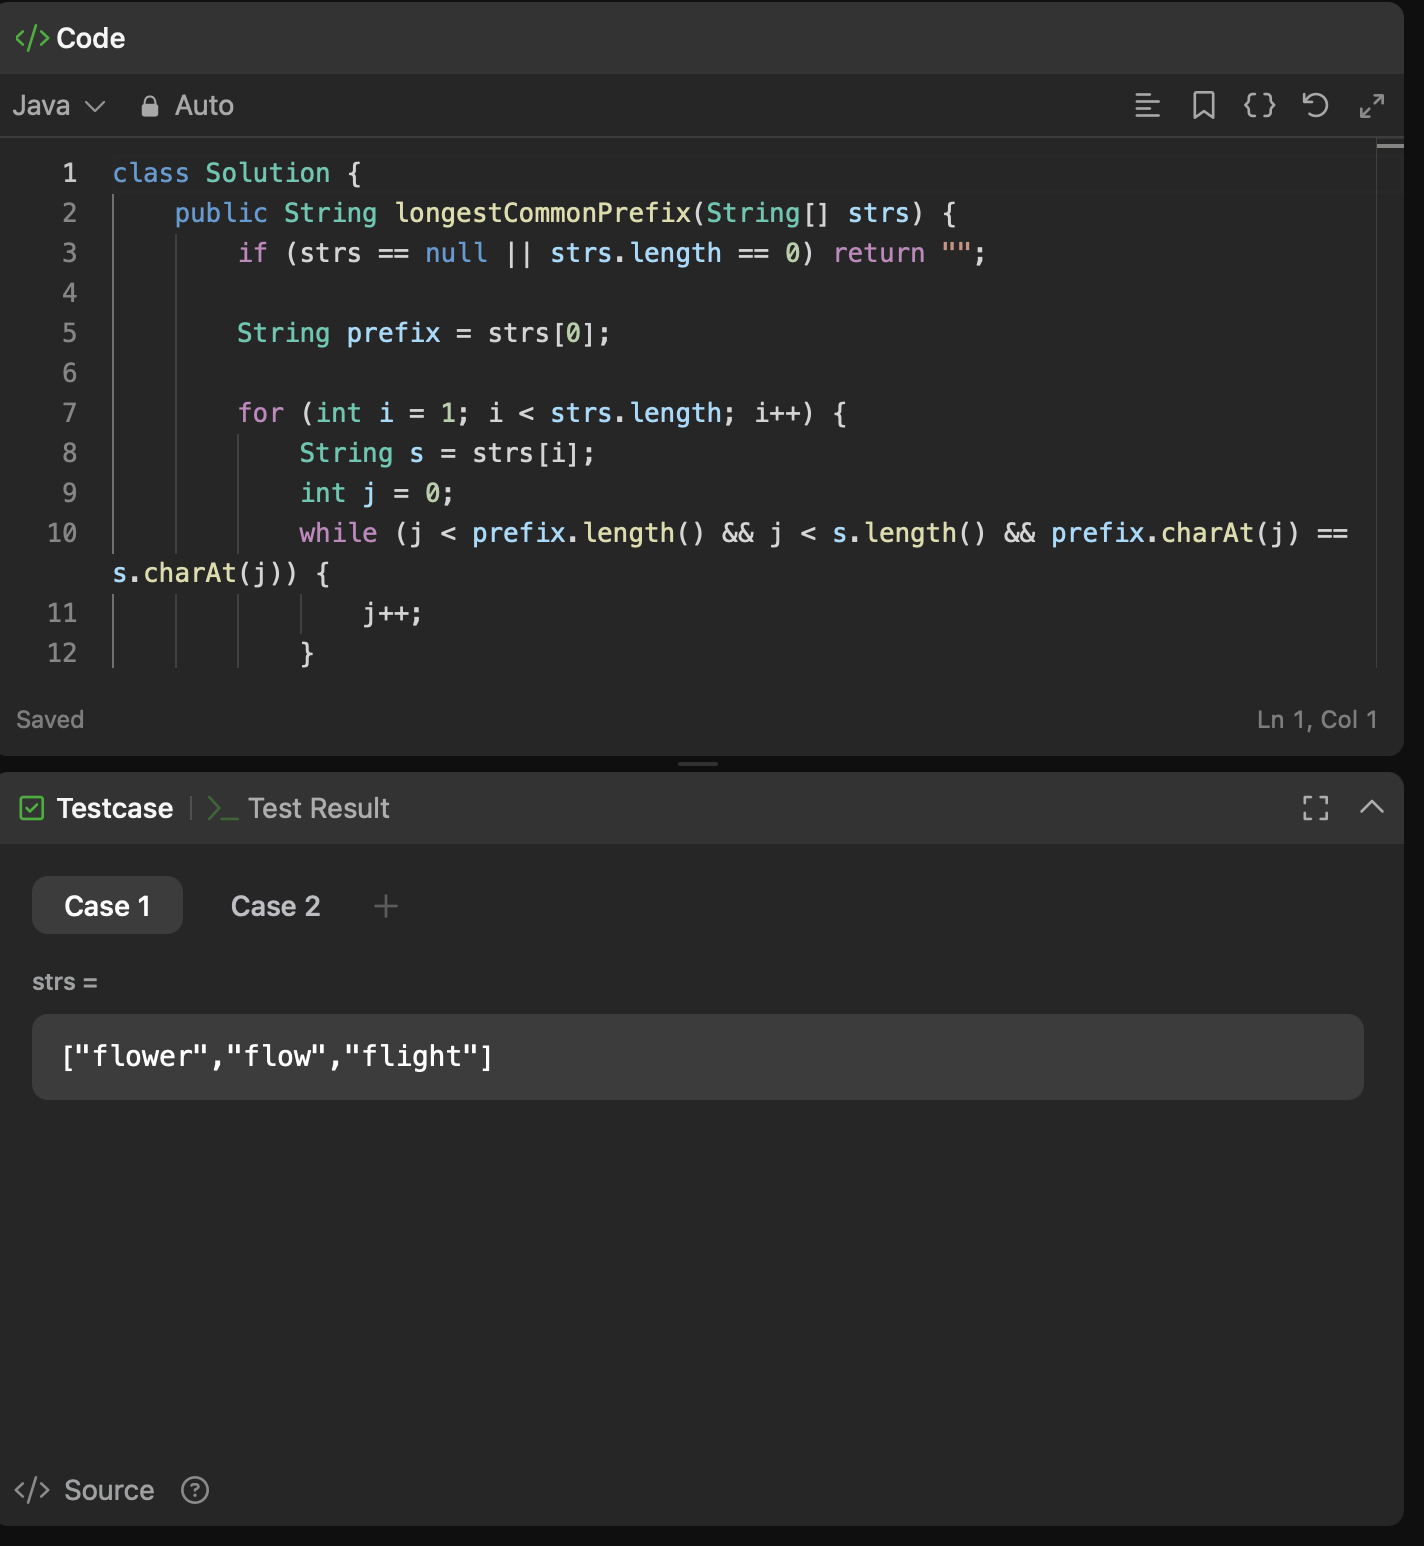 </> Code
Java Auto {}
1 class Solution {
2 public String longestCommonPrefix(String[] strs) {
3 if (strs == null || strs.length == 0) return "";
4
5 String prefix = strs[0];
6
7 for (int i = 1; i < strs.length; i++) {
8 String s = strs[i];
9 int j = 0;
10 while (j < prefix.length() && j < s.length() && prefix.charAt(j) ==
s.charAt(j)) {
11 j++;
12 }
Saved Ln 1, Col 1
Testcase | >_ Test Result
Case 1 Case 2 +
strs =
["flower","flow","flight"]
</> Source ?